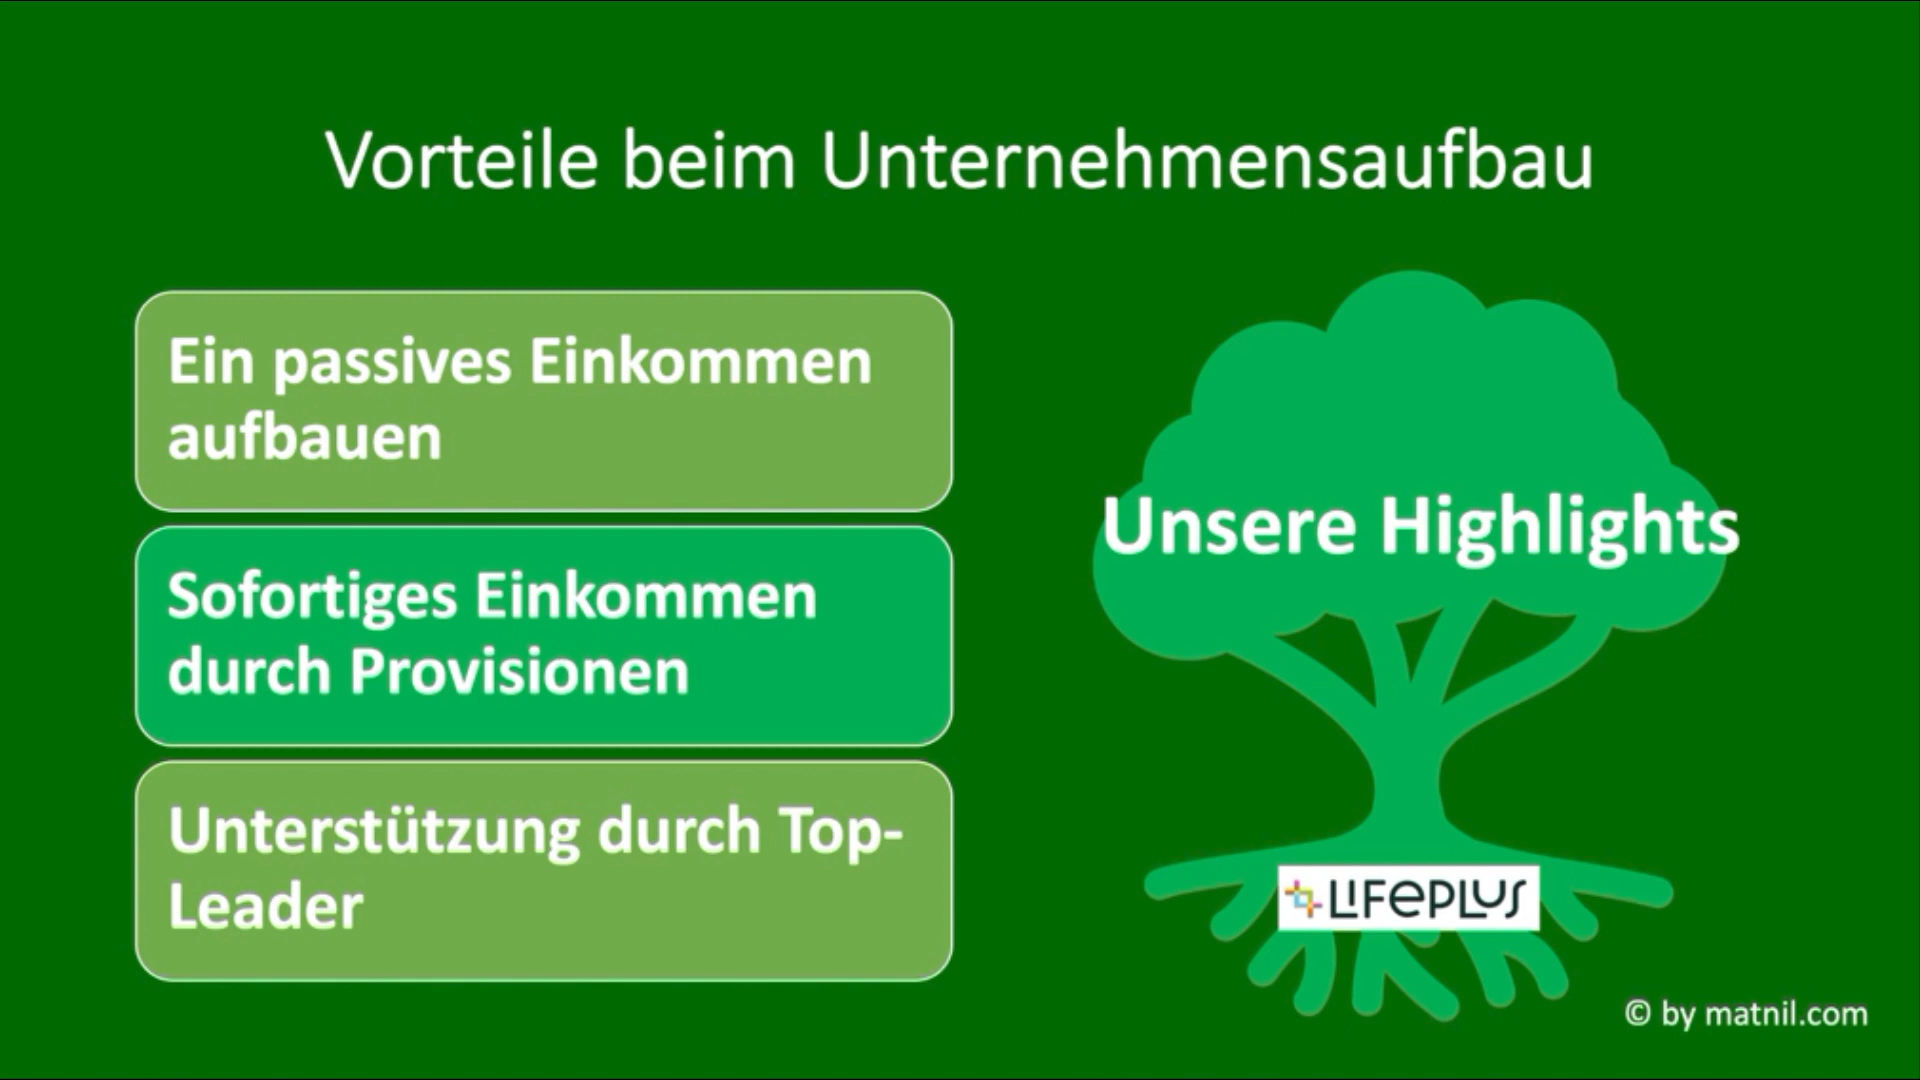 Vorteile beim Unternehmensaufbau
Ein passives Einkommen
aufbauen
Sofortiges Einkommen
durch Provisionen
Unterstützung durch Top-
Leader
Unsere Highlights
LIFEPLUS
© by matnil.com